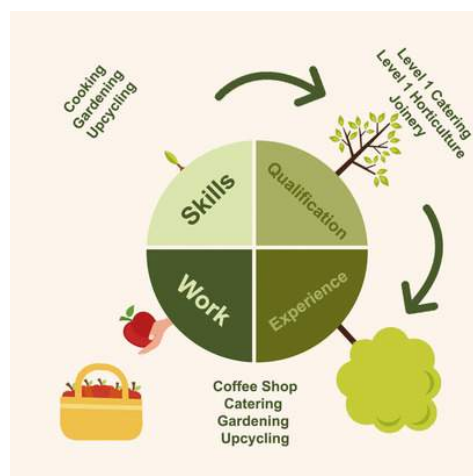 Cooking
Gardening
Upcycling
Level 1 Catering
Level 1 Horticulture
Joinery
Skills
Qualification
Work
Experience
Coffee Shop
Catering
Gardening
Upcycling